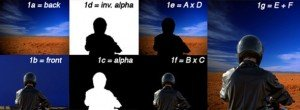 1a = back
1d = inv. alpha
1e = A x D
1g = E + F
1b = front
1c = alpha
1f = B x C